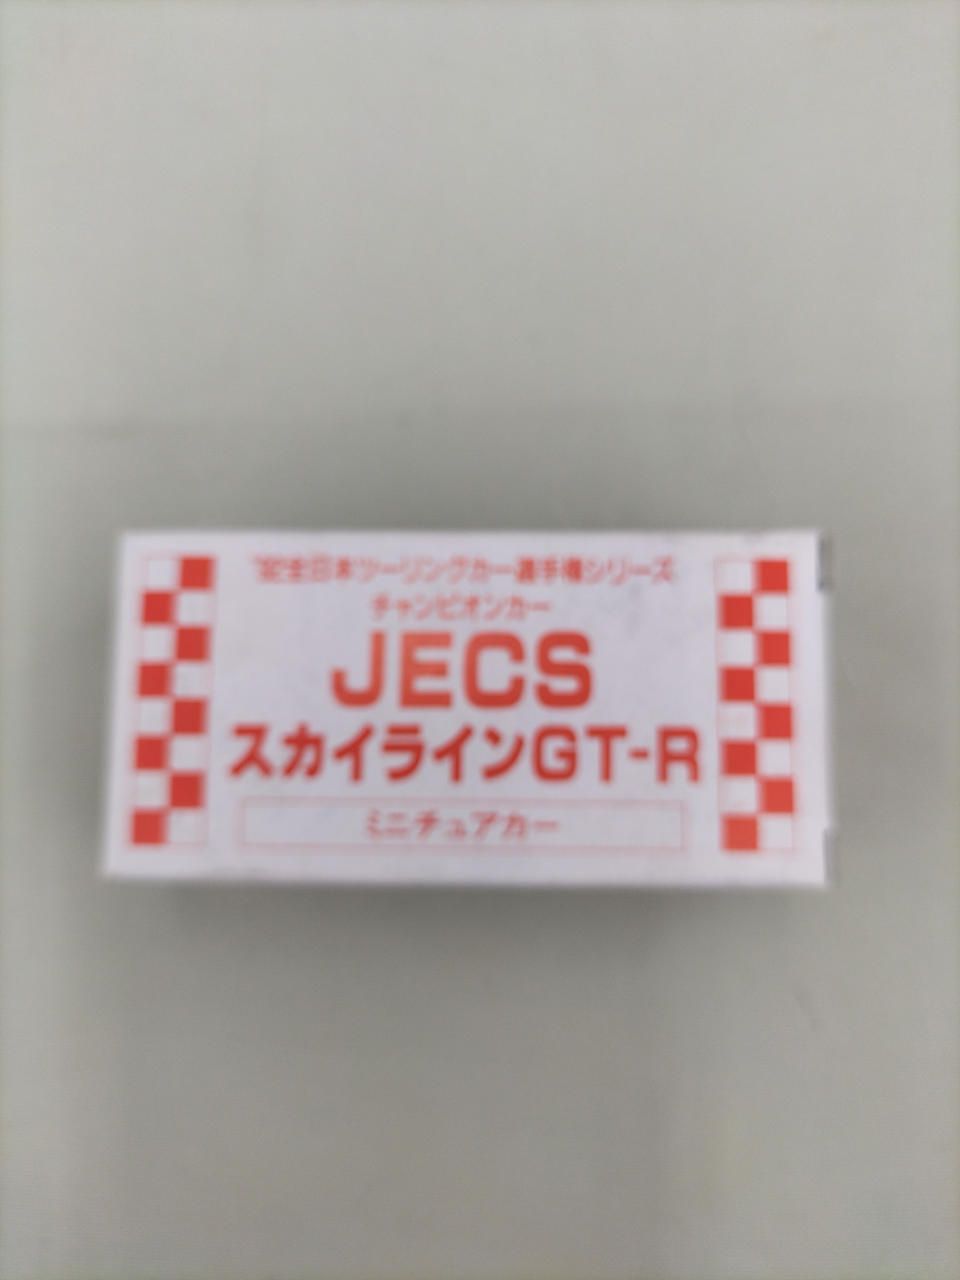 '92全日本ツーリングカー選手権シリーズ
チャンピオンカー
JECS
スカイラインGT-R
ミニチュアカー